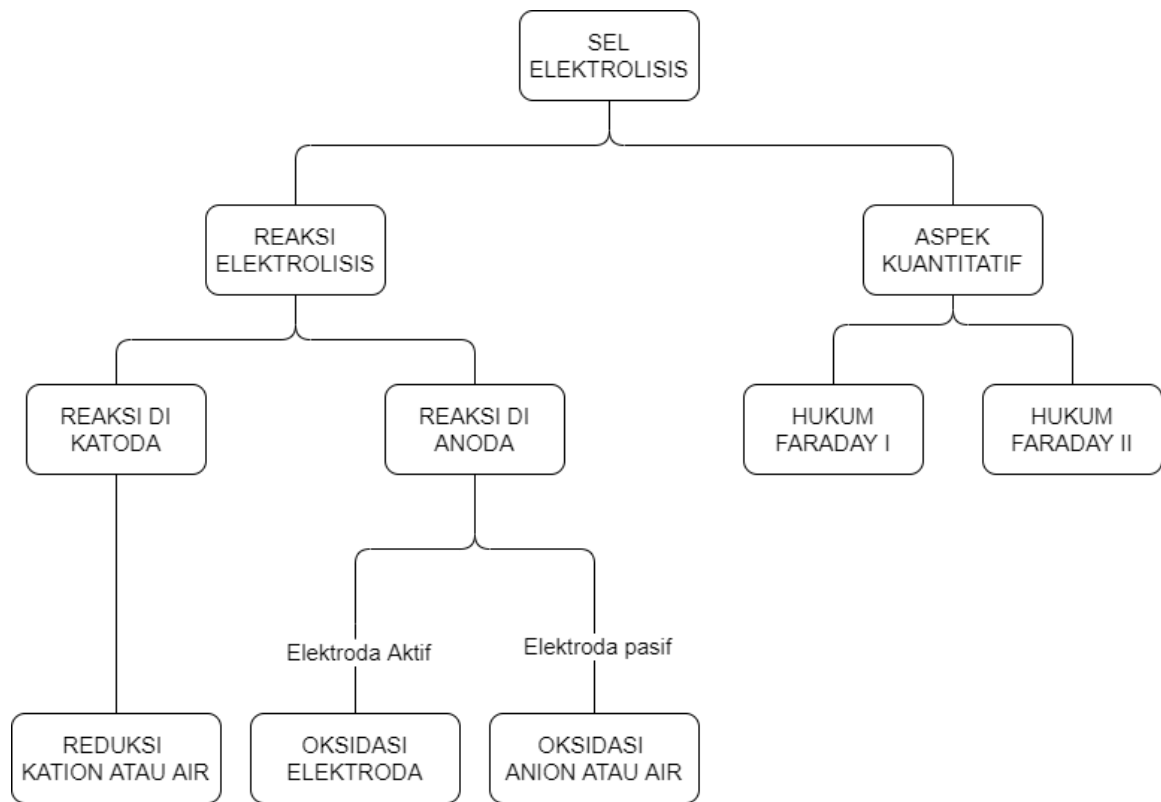 SEL
ELEKTROLISIS
REAKSI
ELEKTROLISIS
ASPEK
KUANTITATIF
REAKSI DI
KATODA
REAKSI DI
ANODA
HUKUM
FARADAY I
HUKUM
FARADAY II
Elektroda Aktif
Elektroda pasif
REDUKSI
KATION ATAU AIR
OKSIDASI
ELEKTRODA
OKSIDASI
ANION ATAU AIR